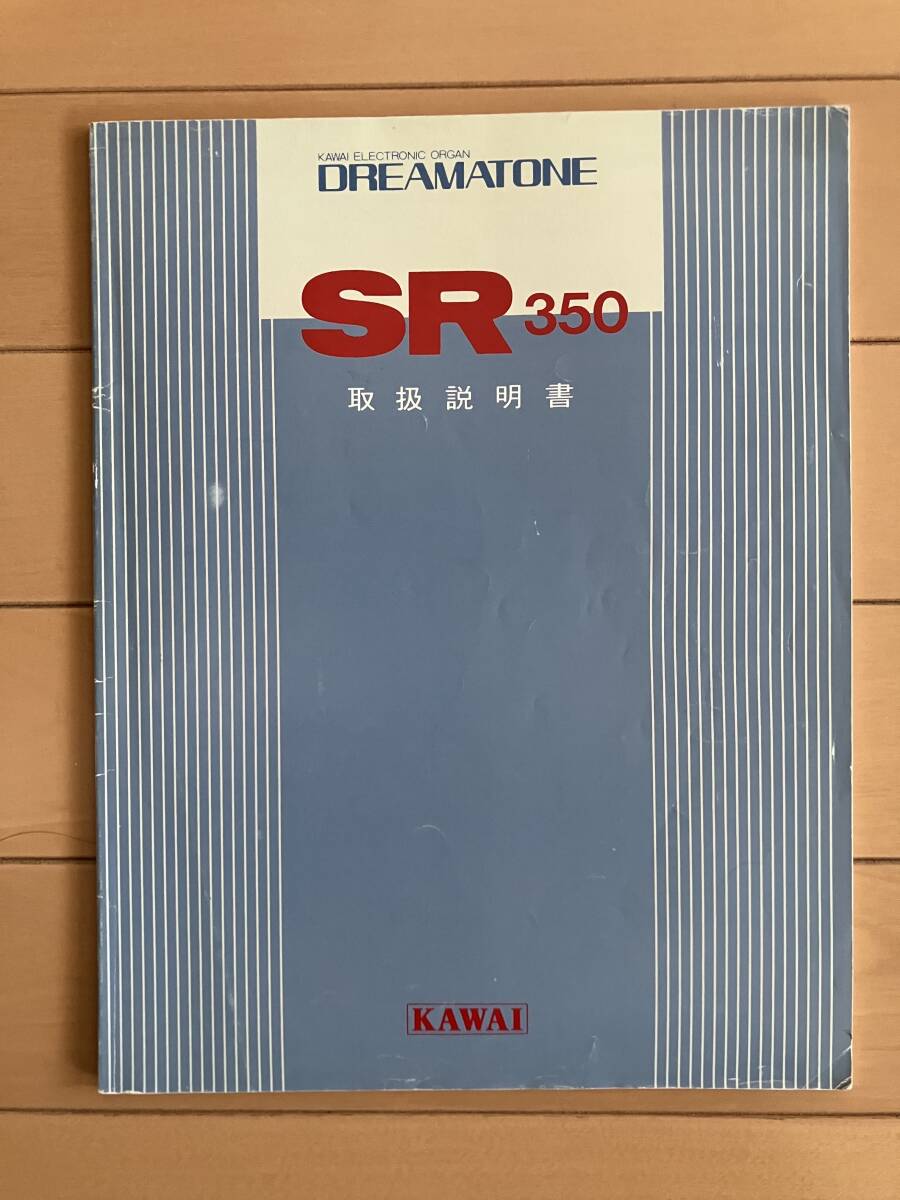 KAWAI ELECTRONIC ORGAN
DREAMATONE
SR 350
取扱説明書
KAWAI